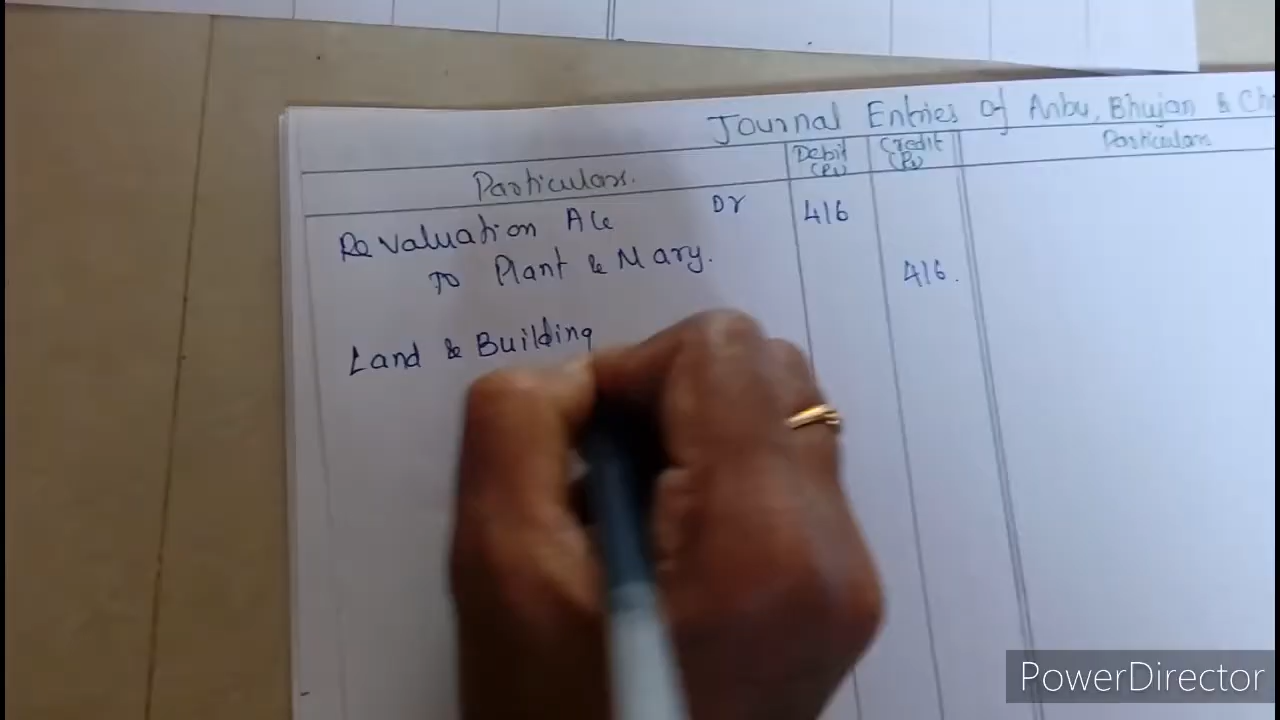 Journal Entries of Anbu, Bhujan &
Particulars. Debit (Rs) Credit (Rs) Particulars
Revaluation A/c Dr 416
To Plant & Mary. 416.
Land & Building
PowerDirector